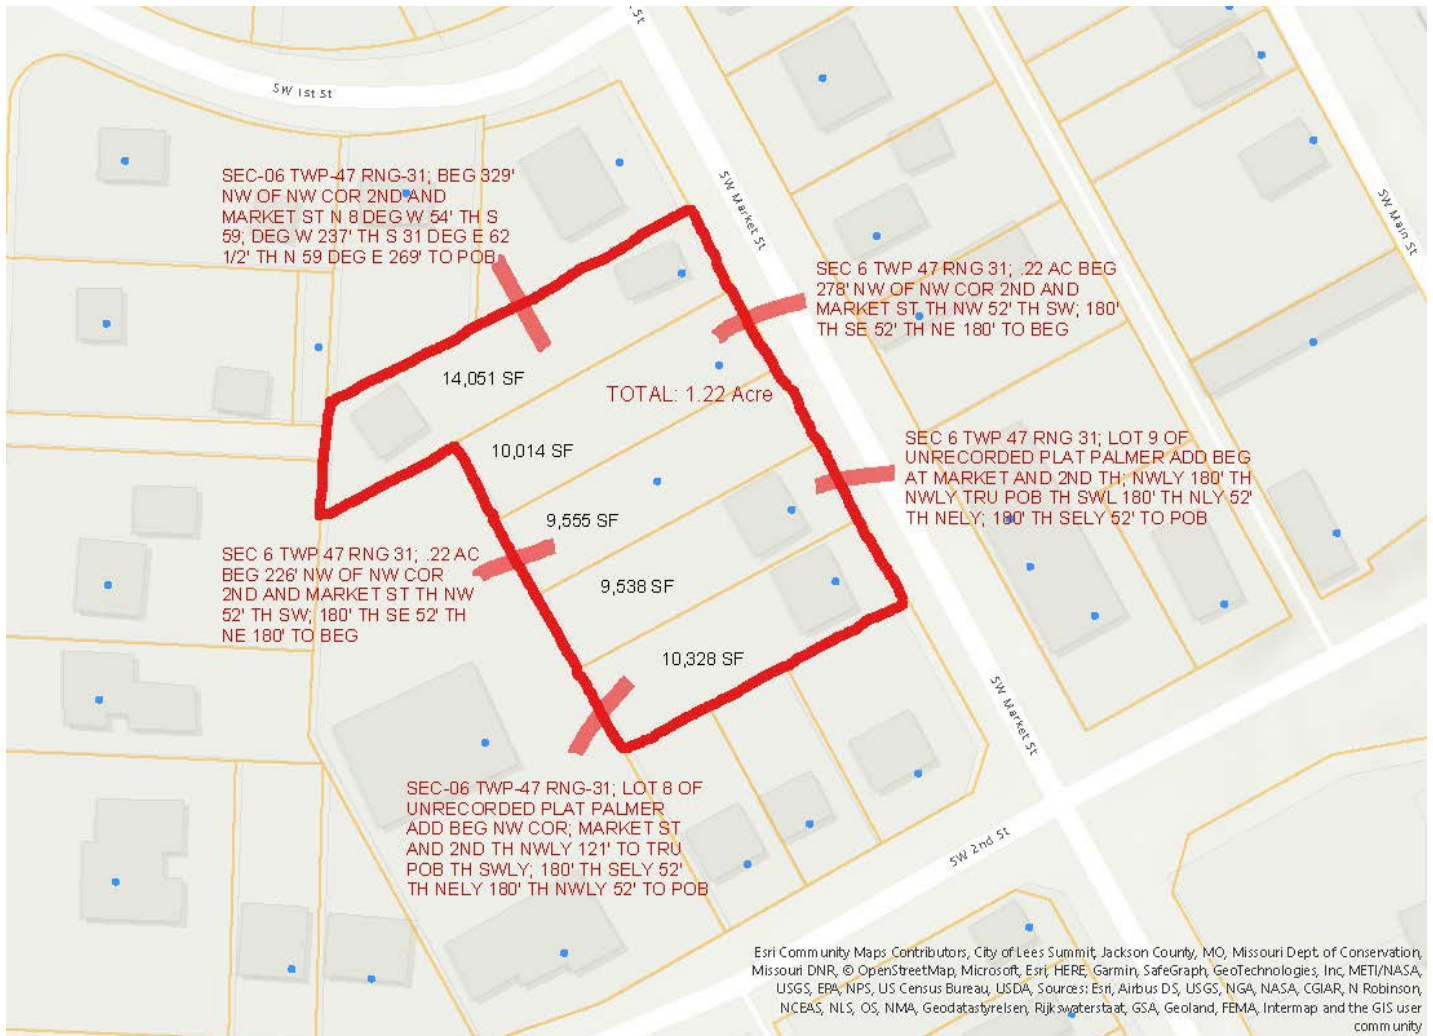 St
SW 1st St
SEC-06 TWP-47 RNG-31; BEG 329'
NW OF NW COR 2ND AND
MARKET ST N 8 DEG W 54' TH S
59; DEG W 237' TH S 31 DEG E 62
1/2' TH N 59 DEG E 269' TO POB
SW Market St
SW Main St
SEC 6 TWP 47 RNG 31; .22 AC BEG
278' NW OF NW COR 2ND AND
MARKET ST TH NW 52' TH SW; 180'
TH SE 52' TH NE 180' TO BEG
14,051 SF
TOTAL: 1.22 Acre
10,014 SF
SEC 6 TWP 47 RNG 31; LOT 9 OF
UNRECORDED PLAT PALMER ADD BEG
AT MARKET AND 2ND TH; NWLY 180' TH
NWLY TRU POB TH SWL 180' TH NLY 52'
TH NELY; 180' TH SELY 52' TO POB
9,555 SF
SEC 6 TWP 47 RNG 31; .22 AC
BEG 226' NW OF NW COR
2ND AND MARKET ST TH NW
52' TH SW; 180' TH SE 52' TH
NE 180' TO BEG
9,538 SF
10,328 SF
SW Market St
SEC-06 TWP-47 RNG-31; LOT 8 OF
UNRECORDED PLAT PALMER
ADD BEG NW COR; MARKET ST
AND 2ND TH NWLY 121' TO TRU
POB TH SWLY; 180' TH SELY 52'
TH NELY 180' TH NWLY 52' TO POB
SW 2nd St
Esri Community Maps Contributors, City of Lees Summit, Jackson County, MO, Missouri Dept. of Conservation,
Missouri DNR, © OpenStreetMap, Microsoft, Esri, HERE, Garmin, SafeGraph, GeoTechnologies, Inc, METI/NASA,
USGS, EPA, NPS, US Census Bureau, USDA, Sources: Esri, Airbus DS, USGS, NGA, NASA, CGIAR, N Robinson,
NCEAS, NLS, OS, NMA, Geodatastyrelsen, Rijkswaterstaat, GSA, Geoland, FEMA, Intermap and the GIS user
community